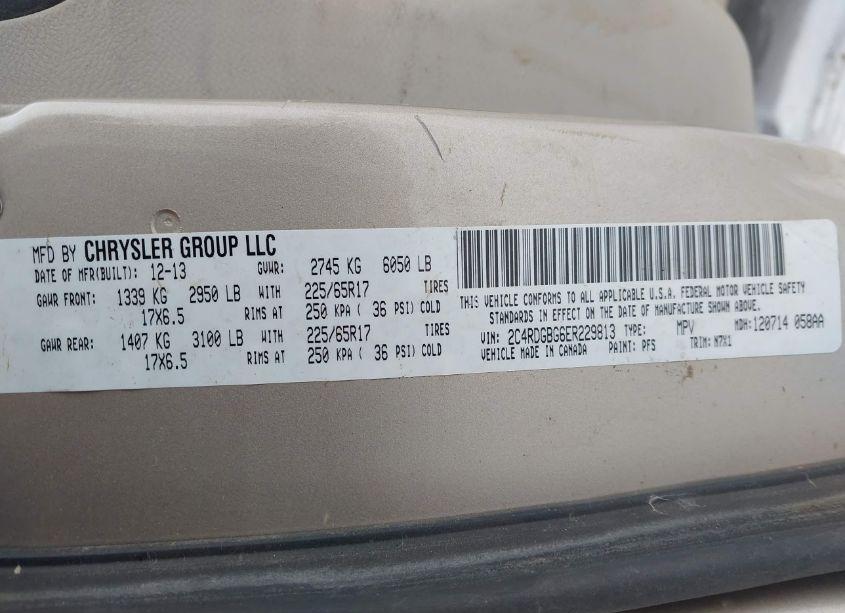 MFD BY CHRYSLER GROUP LLC
DATE OF MFR(BUILT): 12-13 GVWR: 2745 KG 6050 LB
GAWR FRONT: 1339 KG 2950 LB WITH 225/65R17 TIRES
17X6.5 RIMS AT 250 KPA ( 36 PSI) COLD
GAWR REAR: 1407 KG 3100 LB WITH 225/65R17 TIRES
17X6.5 RIMS AT 250 KPA ( 36 PSI) COLD
THIS VEHICLE CONFORMS TO ALL APPLICABLE U.S.A. FEDERAL MOTOR VEHICLE SAFETY
STANDARDS IN EFFECT ON THE DATE OF MANUFACTURE SHOWN ABOVE.
VIN: 2C4RDGBG6ER229813 TYPE: MPV MDH: 120714 058AA
VEHICLE MADE IN CANADA PAINT: PFS TRIM: N7X1